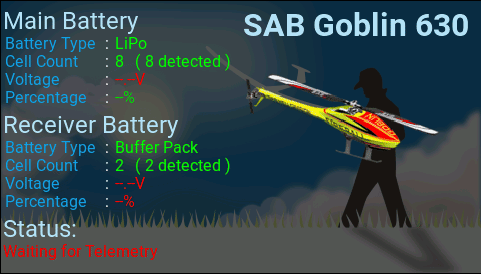 SAB Goblin 630
Main Battery
Battery Type : LiPo
Cell Count : 8 ( 8 detected )
Voltage : --.--V
Percentage : --%
Receiver Battery
Battery Type : Buffer Pack
Cell Count : 2 ( 2 detected )
Voltage : --.--V
Percentage : --%
Status:
Waiting for Telemetry